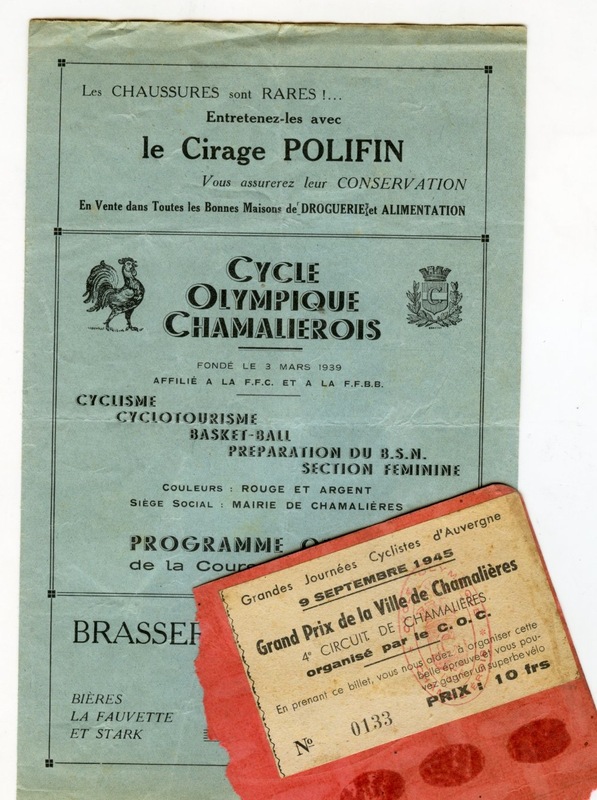 Les CHAUSSURES sont RARES !...
Entretenez-les avec
le Cirage POLIFIN
Vous assurerez leur CONSERVATION
En Vente dans Toutes les Bonnes Maisons de DROGUERIE et ALIMENTATION
CYCLE
OLYMPIQUE
CHAMALIEROIS
C
FONDÉ LE 3 MARS 1939
AFFILIÉ A LA F.F.C. ET A LA F.F.B.B.
CYCLISME
CYCLOTOURISME
BASKET-BALL
PREPARATION DU B.S.N.
SECTION FEMININE
COULEURS : ROUGE ET ARGENT
SIÈGE SOCIAL : MAIRIE DE CHAMALIÈRES
PROGRAMME O
de la Cour
BRASSER
BIÈRES
LA FAUVETTE
ET STARK
Grandes Journées Cyclistes d'Auvergne
9 SEPTEMBRE 1945
Grand Prix de la Ville de Chamalières
4e CIRCUIT DE CHAMALIÈRES
organisé par le C.O.C.
En prenant ce billet, vous nous aidez à organiser cette
belle épreuve et vous pou-
vez gagner un superbe vélo
PRIX : 10 frs
No 0133